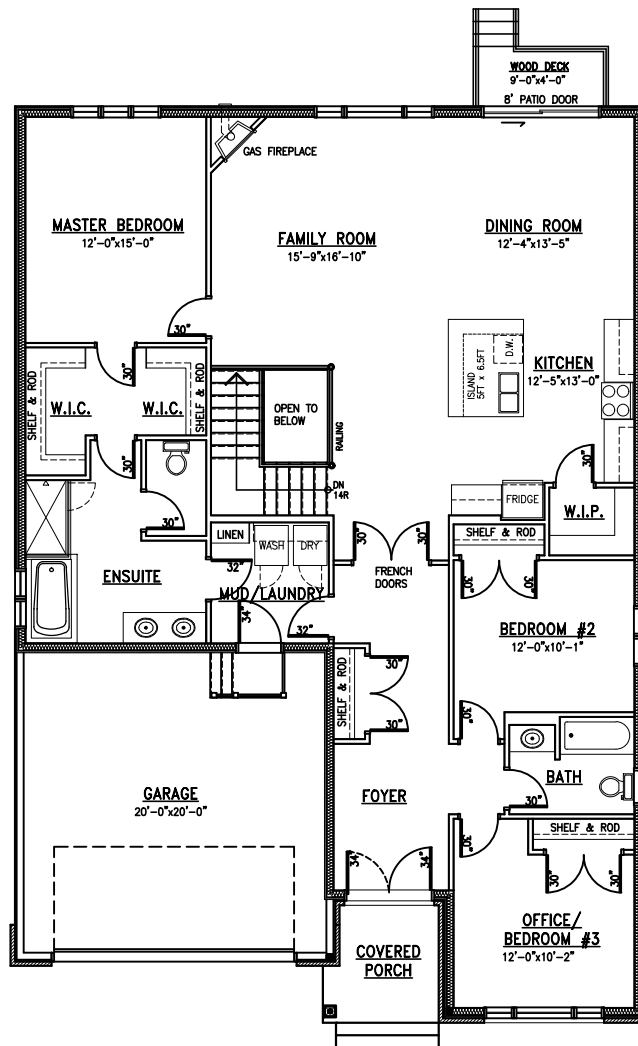 WOOD DECK
9'-0"x4'-0"
8' PATIO DOOR
GAS FIREPLACE
MASTER BEDROOM
12'-0"x15'-0"
FAMILY ROOM
15'-9"x16'-10"
DINING ROOM
12'-4"x13'-5"
30"
ISLAND
5FT x 6.5FT
D.W.
KITCHEN
12'-5"x13'-0"
SHELF & ROD
W.I.C.
30"
W.I.C.
SHELF & ROD
OPEN TO
BELOW
RAILING
30"
DN
14R
30"
FRIDGE
30"
W.I.P.
LINEN
WASH
DRY
30"
30"
FRENCH
DOORS
SHELF & ROD
30"
30"
ENSUITE
32"
MUD/LAUNDRY
34"
32"
BEDROOM #2
12'-0"x10'-1"
SHELF & ROD
30"
30"
30"
GARAGE
20'-0"x20'-0"
FOYER
BATH
30"
30"
SHELF & ROD
34"
34"
30"
30"
COVERED
PORCH
OFFICE/
BEDROOM #3
12'-0"x10'-2"